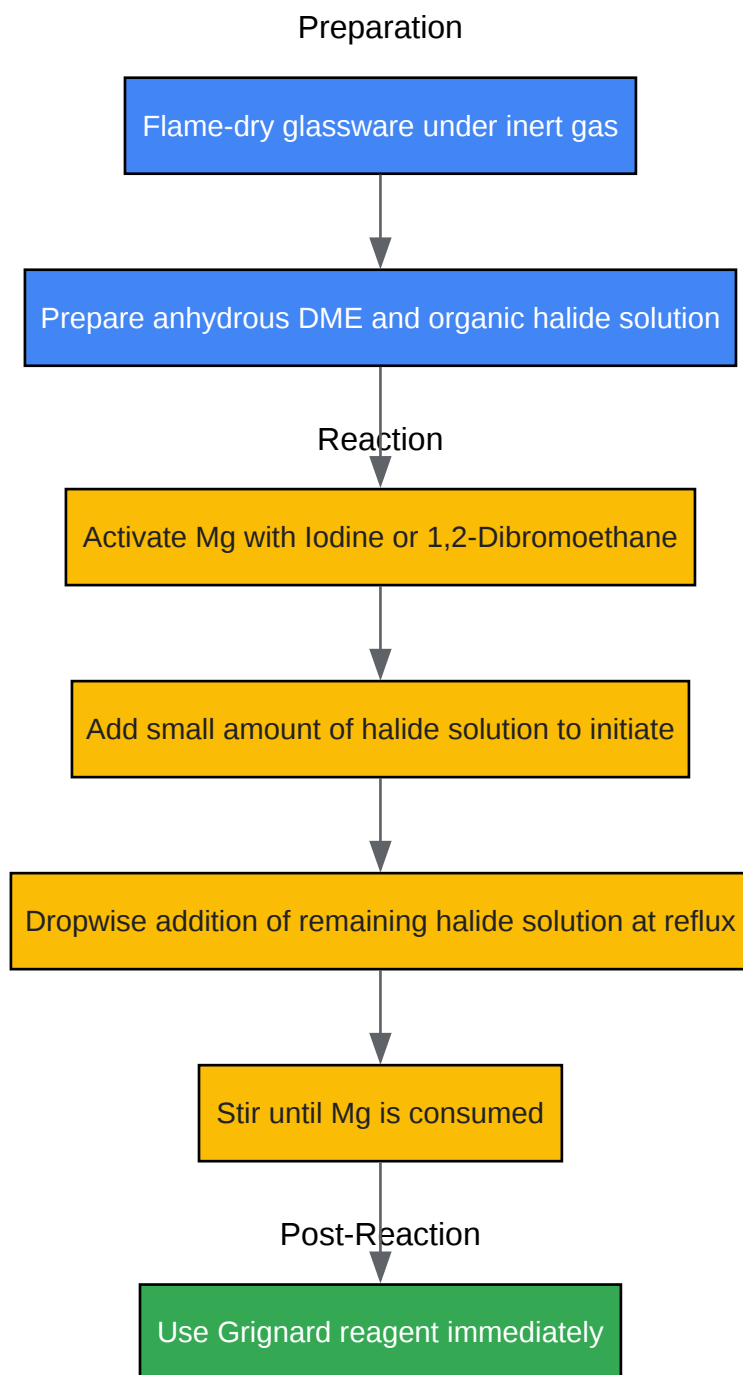 Preparation
Flame-dry glassware under inert gas
Prepare anhydrous DME and organic halide solution
Reaction
Activate Mg with Iodine or 1,2-Dibromoethane
Add small amount of halide solution to initiate
Dropwise addition of remaining halide solution at reflux
Stir until Mg is consumed
Post-Reaction
Use Grignard reagent immediately